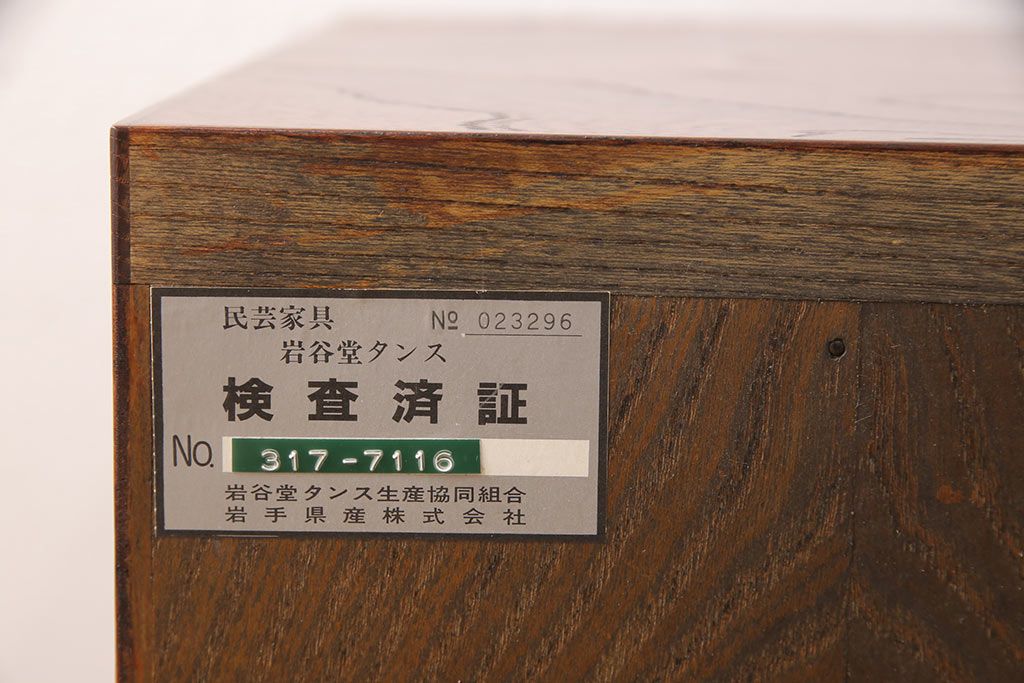 民芸家具 № 023296
岩谷堂タンス
検査済証
No. 317-7116
岩谷堂タンス生産協同組合
岩手県産株式会社